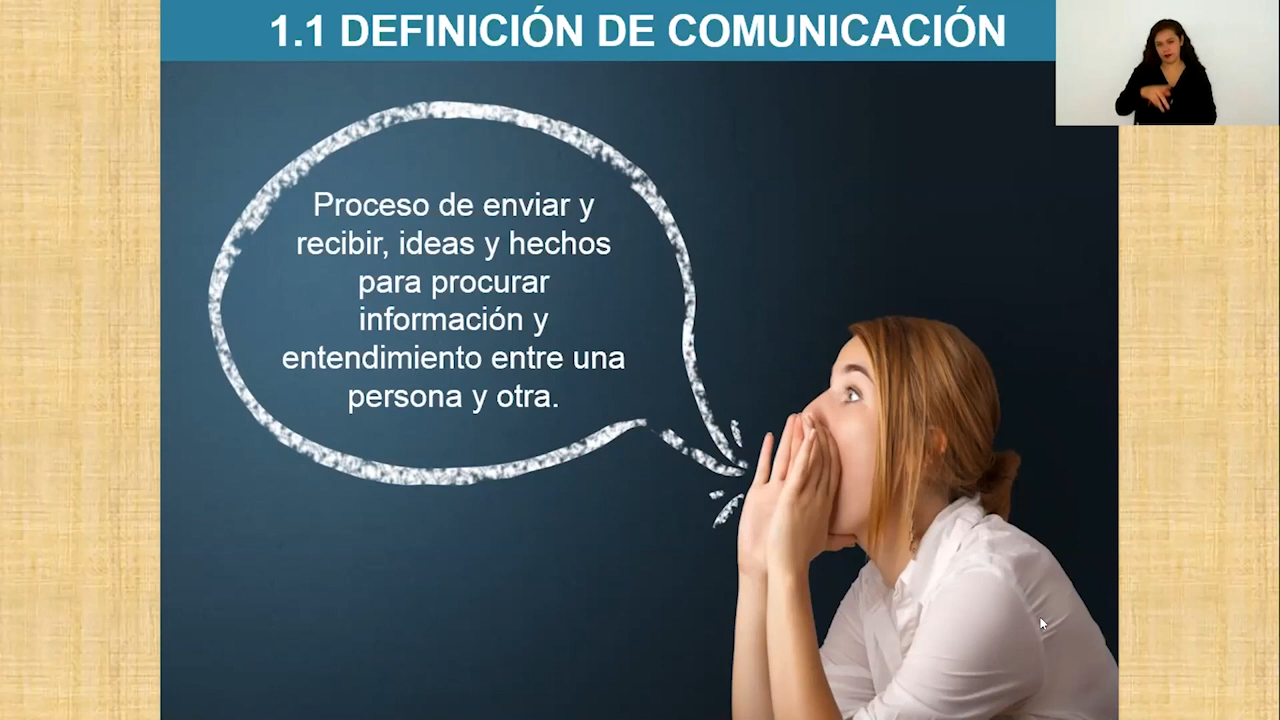 1.1 DEFINICIÓN DE COMUNICACIÓN
Proceso de enviar y
recibir, ideas y hechos
para procurar
información y
entendimiento entre una
persona y otra.